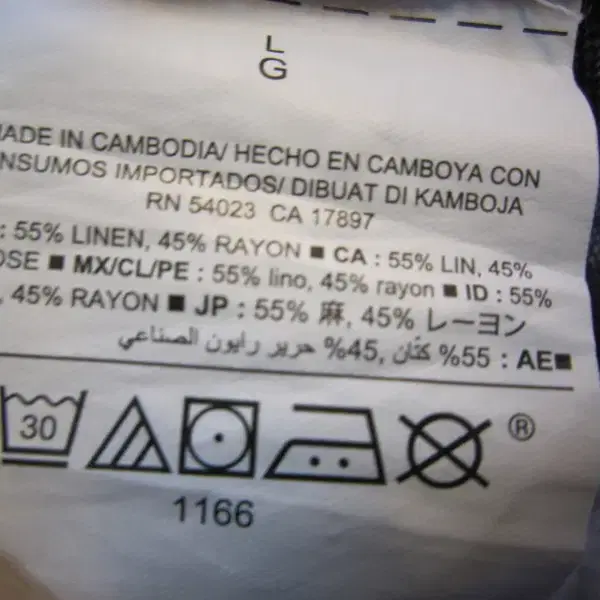 L
G
ADE IN CAMBODIA/ HECHO EN CAMBOYA CON
NSUMOS IMPORTADOS/ DIBUAT DI KAMBOJA
RN 54023 CA 17897
: 55% LINEN, 45% RAYON ■ CA : 55% LIN, 45%
OSE ■ MX/CL/PE : 55% lino, 45% rayon ■ ID : 55%
, 45% RAYON ■ JP : 55% 麻, 45% レーヨン
■AE : 55% كتّان, 45% حرير رايون الصناعي
30
®
1166